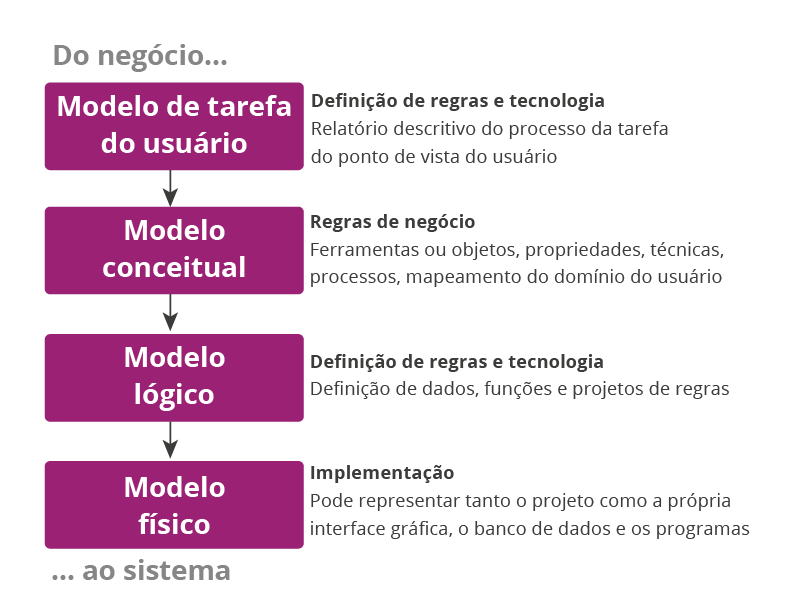 Do negócio...
Modelo de tarefa
do usuário
Definição de regras e tecnologia
Relatório descritivo do processo da tarefa
do ponto de vista do usuário
Modelo
conceitual
Regras de negócio
Ferramentas ou objetos, propriedades, técnicas,
processos, mapeamento do domínio do usuário
Modelo
lógico
Definição de regras e tecnologia
Definição de dados, funções e projetos de regras
Modelo
físico
Implementação
Pode representar tanto o projeto como a própria
interface gráfica, o banco de dados e os programas
... ao sistema